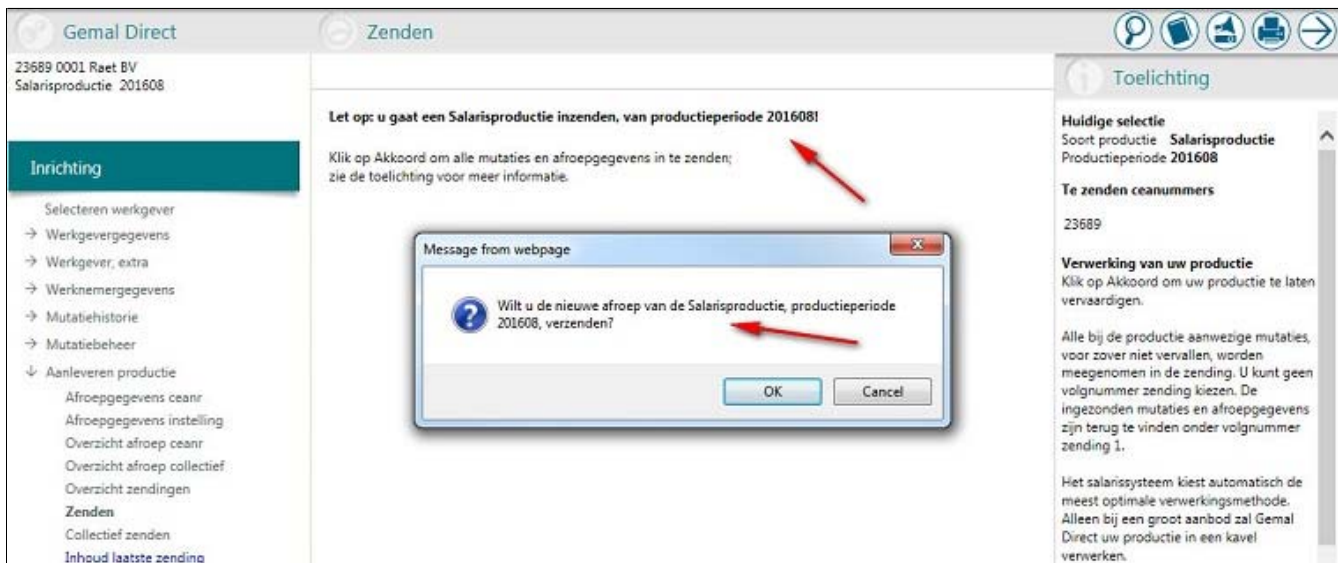 Gemal Direct
Zenden
23689 0001 Raet BV
Salarisproductie 201608
Inrichting
Selecteren werkgever
Werkgevergegevens
Werkgever, extra
Werknemergegevens
Mutatiehistorie
Mutatiebeheer
Aanleveren productie
Afroepgegevens ceanr
Afroepgegevens instelling
Overzicht afroep ceanr
Overzicht afroep collectief
Overzicht zendingen
Zenden
Collectief zenden
Inhoud laatste zending
Let op: u gaat een Salarisproductie inzenden, van productieperiode 201608!
Klik op Akkoord om alle mutaties en afroepgegevens in te zenden;
zie de toelichting voor meer informatie.
Message from webpage
Wilt u de nieuwe afroep van de Salarisproductie, productieperiode
201608, verzenden?
OK
Cancel
Toelichting
Huidige selectie
Soort productie Salarisproductie
Productieperiode 201608
Te zenden ceanummers
23689
Verwerking van uw productie
Klik op Akkoord om uw productie te laten
vervaardigen.
Alle bij de productie aanwezige mutaties,
voor zover niet vervallen, worden
meegenomen in de zending. U kunt geen
volgnummer zending kiezen. De
ingezonden mutaties en afroepgegevens
zijn terug te vinden onder volgnummer
zending 1.
Het salarissysteem kiest automatisch de
meest optimale verwerkingsmethode.
Alleen bij een groot aanbod zal Gemal
Direct uw productie in een kavel
verwerken.